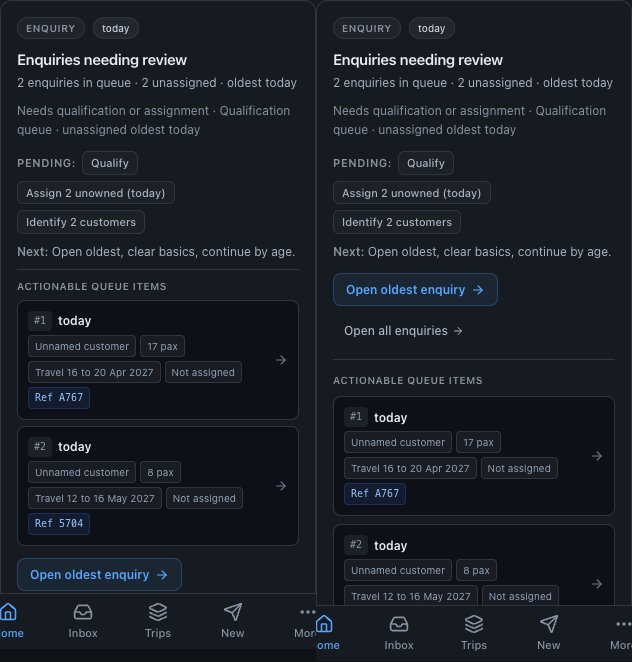 ENQUIRY today
Enquiries needing review
2 enquiries in queue · 2 unassigned · oldest today
Needs qualification or assignment · Qualification
queue · unassigned oldest today
PENDING: Qualify
Assign 2 unowned (today)
Identify 2 customers
Next: Open oldest, clear basics, continue by age.
ACTIONABLE QUEUE ITEMS
#1 today
Unnamed customer 17 pax
Travel 16 to 20 Apr 2027 Not assigned
Ref A767
→
#2 today
Unnamed customer 8 pax
Travel 12 to 16 May 2027 Not assigned
Ref 5704
→
Open oldest enquiry →
ome Inbox Trips New Mor
ENQUIRY today
Enquiries needing review
2 enquiries in queue · 2 unassigned · oldest today
Needs qualification or assignment · Qualification
queue · unassigned oldest today
PENDING: Qualify
Assign 2 unowned (today)
Identify 2 customers
Next: Open oldest, clear basics, continue by age.
Open oldest enquiry →
Open all enquiries →
ACTIONABLE QUEUE ITEMS
#1 today
Unnamed customer 17 pax
Travel 16 to 20 Apr 2027 Not assigned
Ref A767
→
#2 today
Unnamed customer 8 pax
Travel 12 to 16 May 2027 Not assigned
→
ome Inbox Trips New Mor